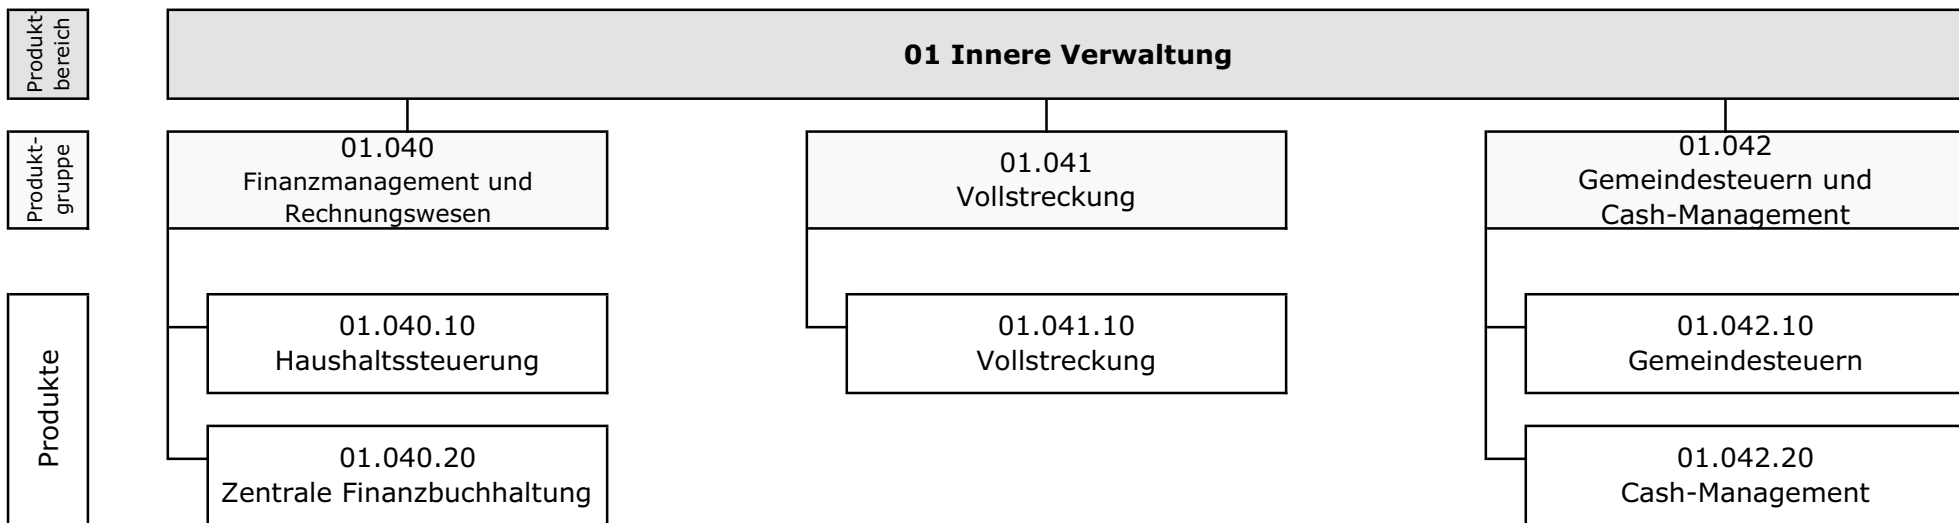 Produkt-
bereich
01 Innere Verwaltung
Produkt-
gruppe
01.040
Finanzmanagement und
Rechnungswesen
01.041
Vollstreckung
01.042
Gemeindesteuern und
Cash-Management
Produkte
01.040.10
Haushaltssteuerung
01.041.10
Vollstreckung
01.042.10
Gemeindesteuern
01.040.20
Zentrale Finanzbuchhaltung
01.042.20
Cash-Management